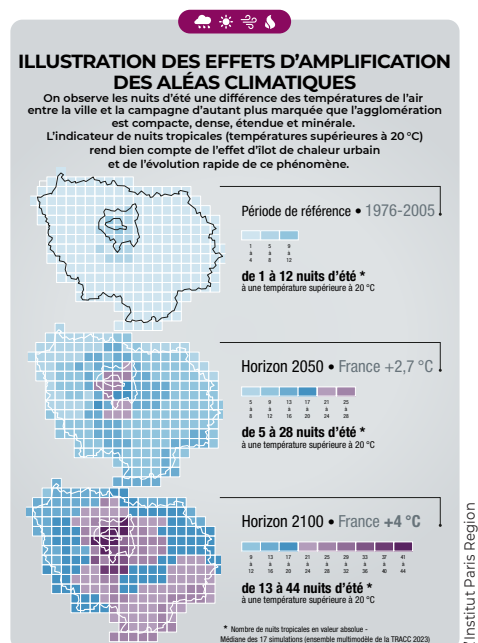 ILLUSTRATION DES EFFETS D'AMPLIFICATION
DES ALÉAS CLIMATIQUES
On observe les nuits d'été une différence des températures de l'air
entre la ville et la campagne d'autant plus marquée que l'agglomération
est compacte, dense, étendue et minérale.
L'indicateur de nuits tropicales (températures supérieures à 20 °C)
rend bien compte de l'effet d'îlot de chaleur urbain
et de l'évolution rapide de ce phénomène.
Période de référence • 1976-2005
1 à 4
5 à 8
9 à 12
de 1 à 12 nuits d'été *
à une température supérieure à 20 °C
Horizon 2050 • France +2,7 °C
5 à 8
9 à 12
13 à 16
17 à 20
21 à 24
25 à 28
de 5 à 28 nuits d'été *
à une température supérieure à 20 °C
Horizon 2100 • France +4 °C
9 à 12
13 à 16
17 à 20
21 à 24
25 à 28
29 à 32
33 à 36
37 à 40
41 à 44
de 13 à 44 nuits d'été *
à une température supérieure à 20 °C
* Nombre de nuits tropicales en valeur absolue -
Médiane des 17 simulations (ensemble multimodèle de la TRACC 2023)
Institut Paris Region